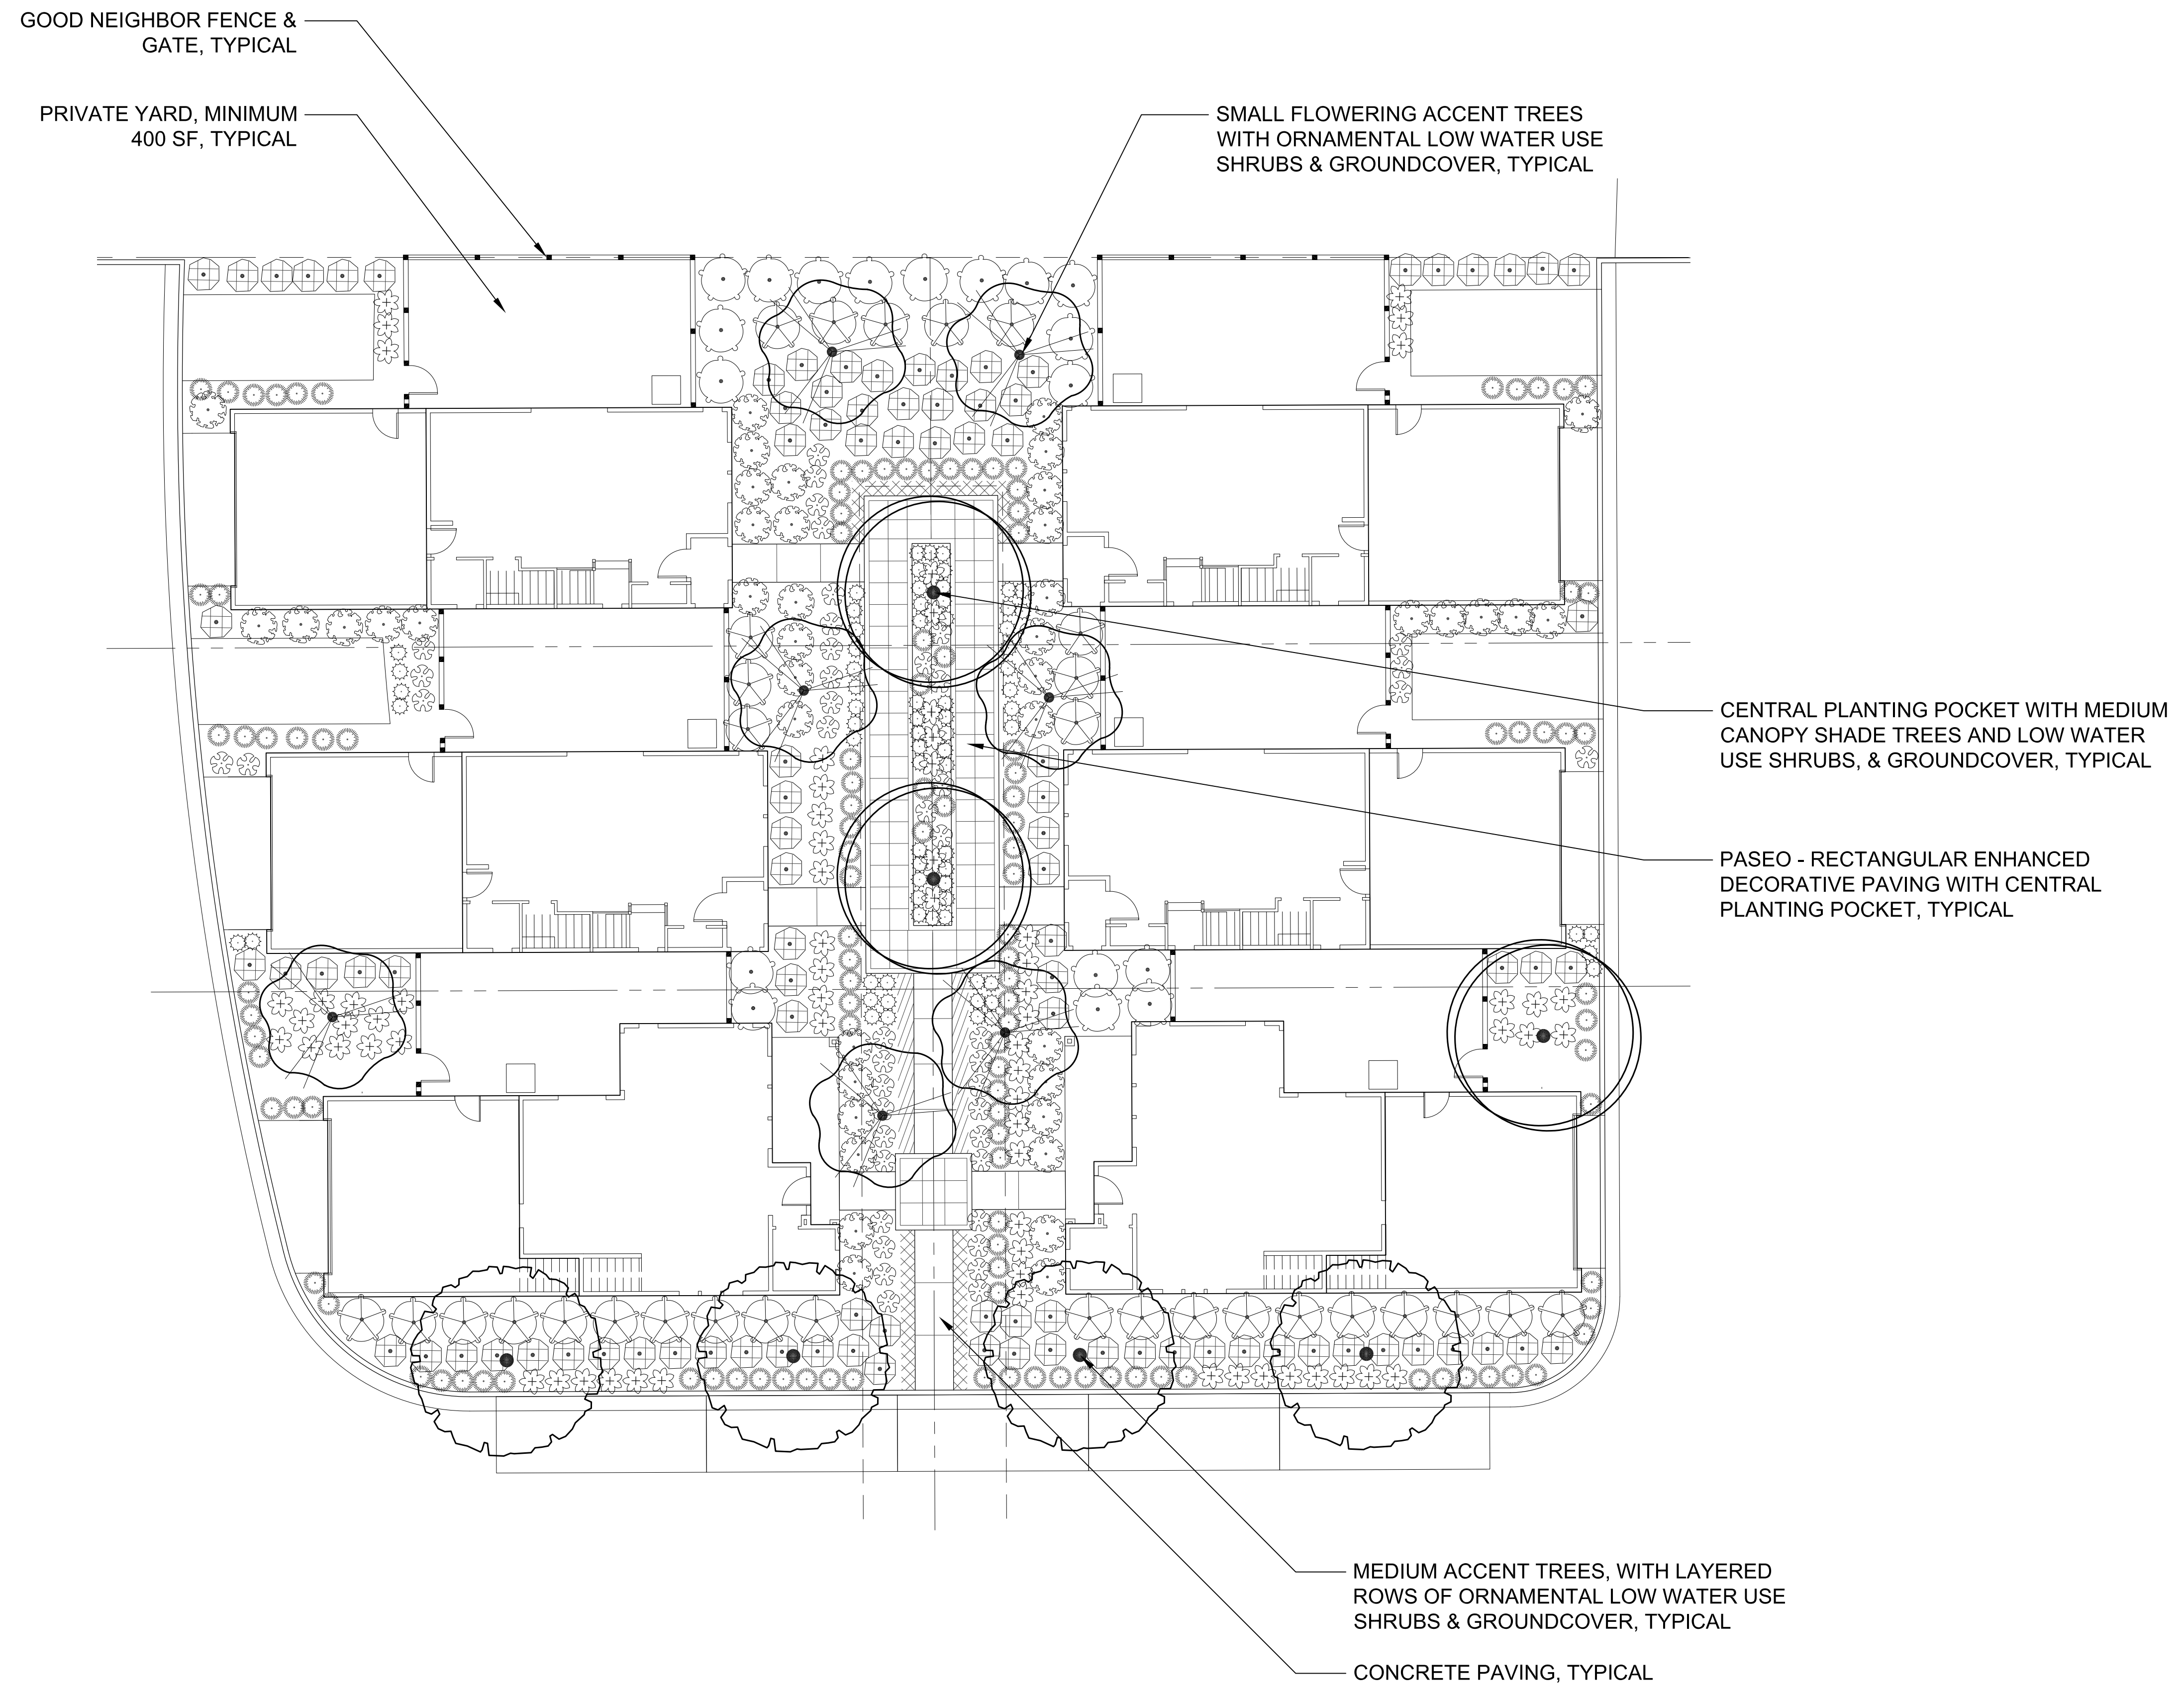 GOOD NEIGHBOR FENCE &
GATE, TYPICAL
PRIVATE YARD, MINIMUM
400 SF, TYPICAL
SMALL FLOWERING ACCENT TREES
WITH ORNAMENTAL LOW WATER USE
SHRUBS & GROUNDCOVER, TYPICAL
CENTRAL PLANTING POCKET WITH MEDIUM
CANOPY SHADE TREES AND LOW WATER
USE SHRUBS, & GROUNDCOVER, TYPICAL
PASEO - RECTANGULAR ENHANCED
DECORATIVE PAVING WITH CENTRAL
PLANTING POCKET, TYPICAL
MEDIUM ACCENT TREES, WITH LAYERED
ROWS OF ORNAMENTAL LOW WATER USE
SHRUBS & GROUNDCOVER, TYPICAL
CONCRETE PAVING, TYPICAL